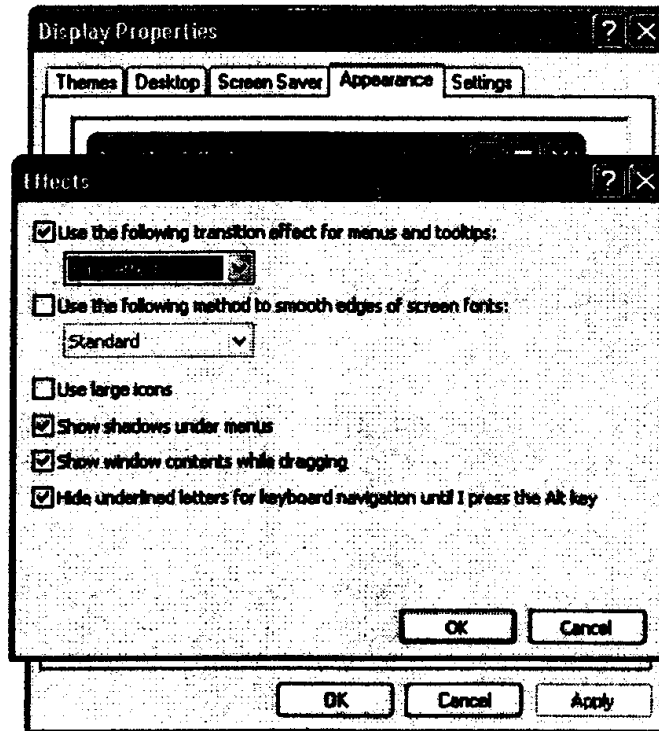 Display Properties
Themes Desktop Screen Saver Appearance Settings
Effects
Use the following transition effect for menus and tooltips:
Use the following method to smooth edges of screen fonts:
Standard
Use large icons
Show shadows under menus
Show window contents while dragging
Hide underlined letters for keyboard navigation until I press the Alt key
OK Cancel
OK Cancel Apply